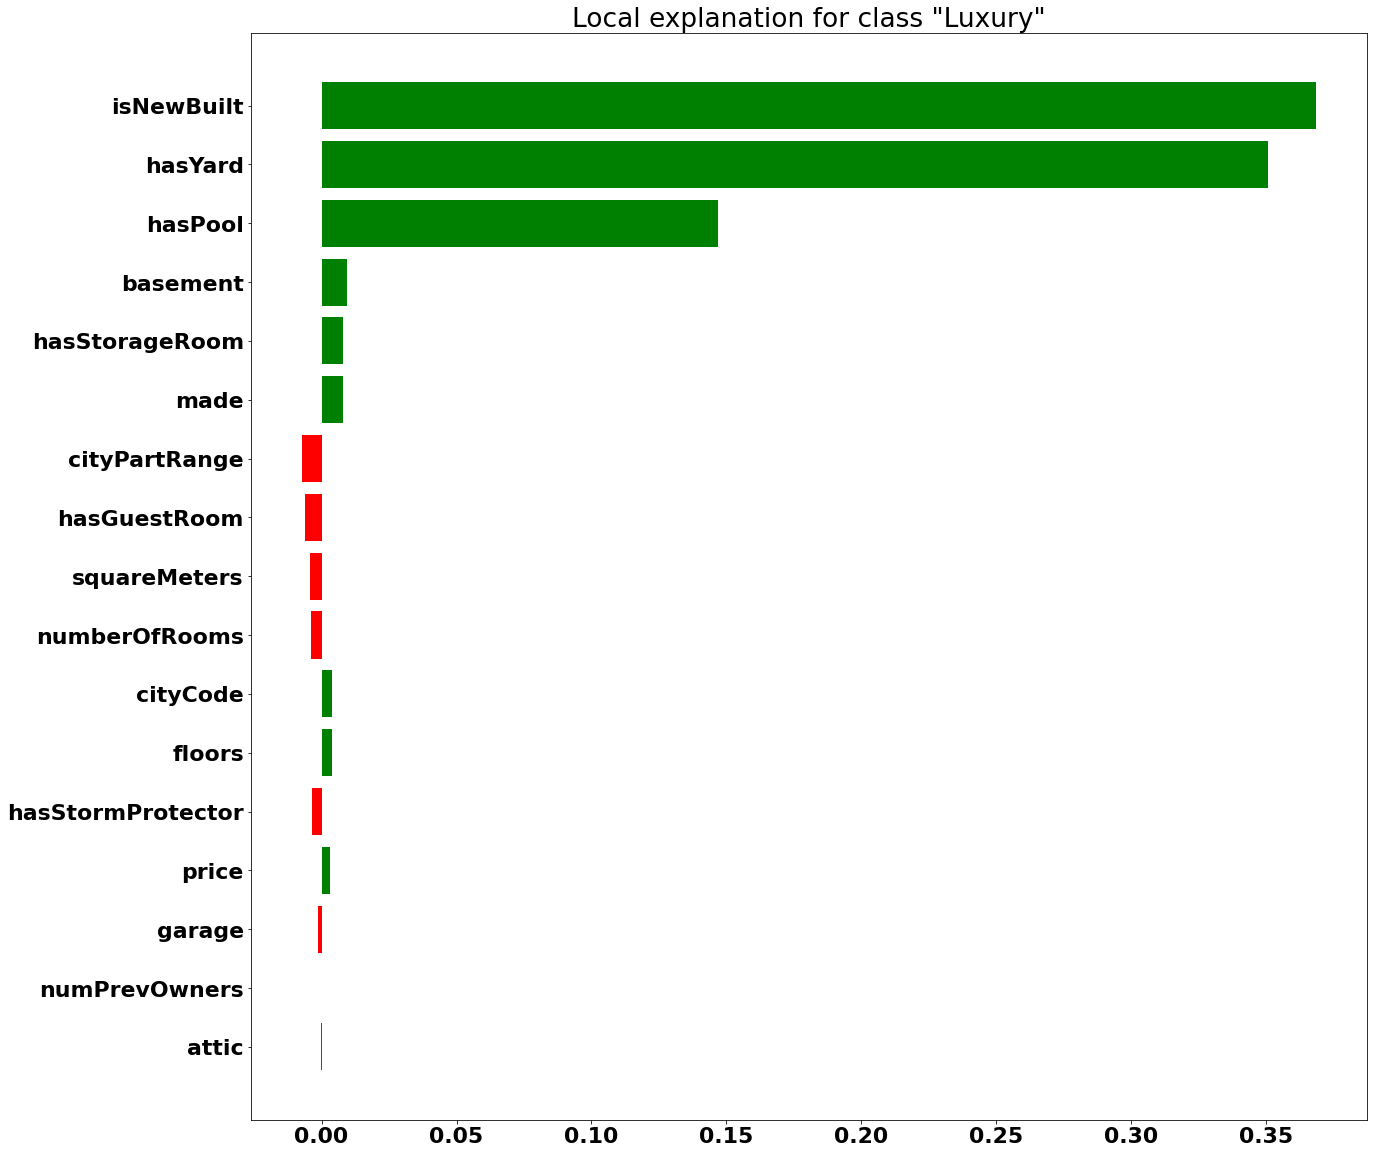 Local explanation for class "Luxury"
isNewBuilt
hasYard
hasPool
basement
hasStorageRoom
made
cityPartRange
hasGuestRoom
squareMeters
numberOfRooms
cityCode
floors
hasStormProtector
price
garage
numPrevOwners
attic
0.00 0.05 0.10 0.15 0.20 0.25 0.30 0.35